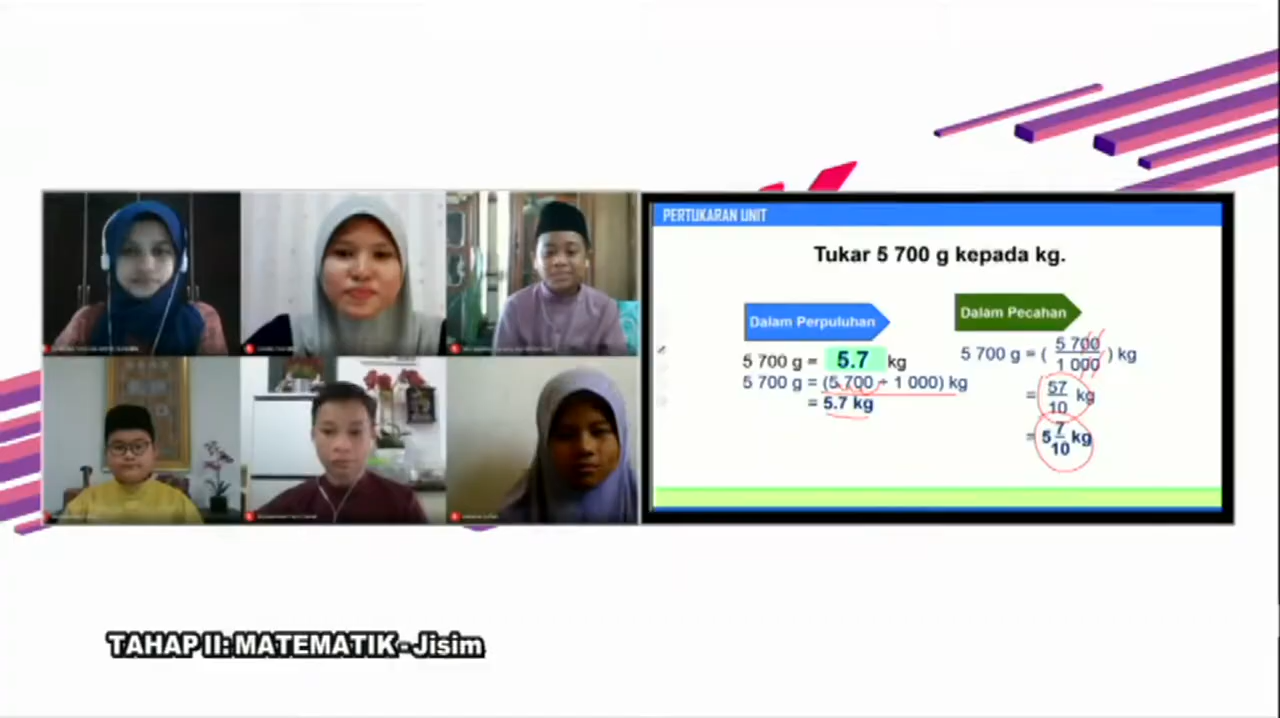 PERTUKARAN UNIT
Tukar 5 700 g kepada kg.
Dalam Perpuluhan
5 700 g = 5.7 kg
5 700 g = (5 700 ÷ 1 000) kg
= 5.7 kg
Dalam Pecahan
5 700 g = ( 5 700 / 1 000 ) kg
= 57/10 kg
= 5 7/10 kg
TAHAP II: MATEMATIK - Jisim